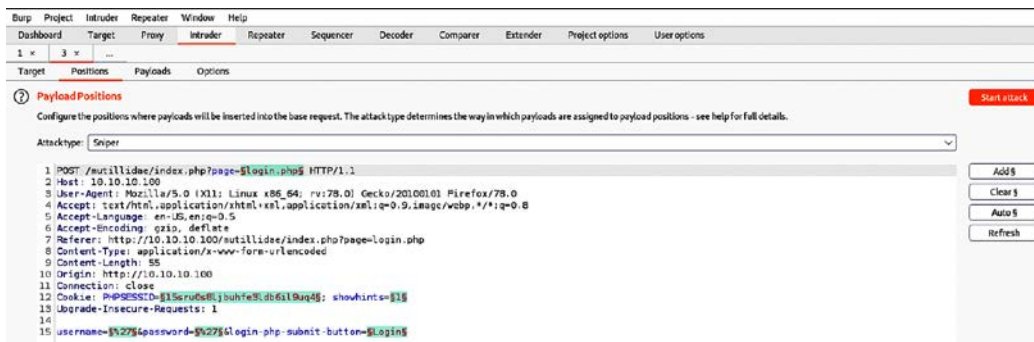 Burp Project Intruder Repeater Window Help
Dashboard Target Proxy Intruder Repeater Sequencer Decoder Comparer Extender Project options User options
1 × 3 × ...
Target Positions Payloads Options
? Payload Positions
Start attack
Configure the positions where payloads will be inserted into the base request. The attack type determines the way in which payloads are assigned to payload positions - see help for full details.
Attack type: Sniper
1 POST /mutillidae/index.php?page=§login.php§ HTTP/1.1
2 Host: 10.10.10.100
3 User-Agent: Mozilla/5.0 (X11; Linux x86_64; rv:78.0) Gecko/20100101 Firefox/78.0
4 Accept: text/html,application/xhtml+xml,application/xml;q=0.9,image/webp,*/*;q=0.8
5 Accept-Language: en-US,en;q=0.5
6 Accept-Encoding: gzip, deflate
7 Referer: http://10.10.10.100/mutillidae/index.php?page=login.php
8 Content-Type: application/x-www-form-urlencoded
9 Content-Length: 55
10 Origin: http://10.10.10.100
11 Connection: close
12 Cookie: PHPSESSID= showhints=§1§
13 Upgrade-Insecure-Requests: 1
14
15 username=§%27§&password=§%27§&login-php-submit-button=§Login§
Add §
Clear §
Auto §
Refresh